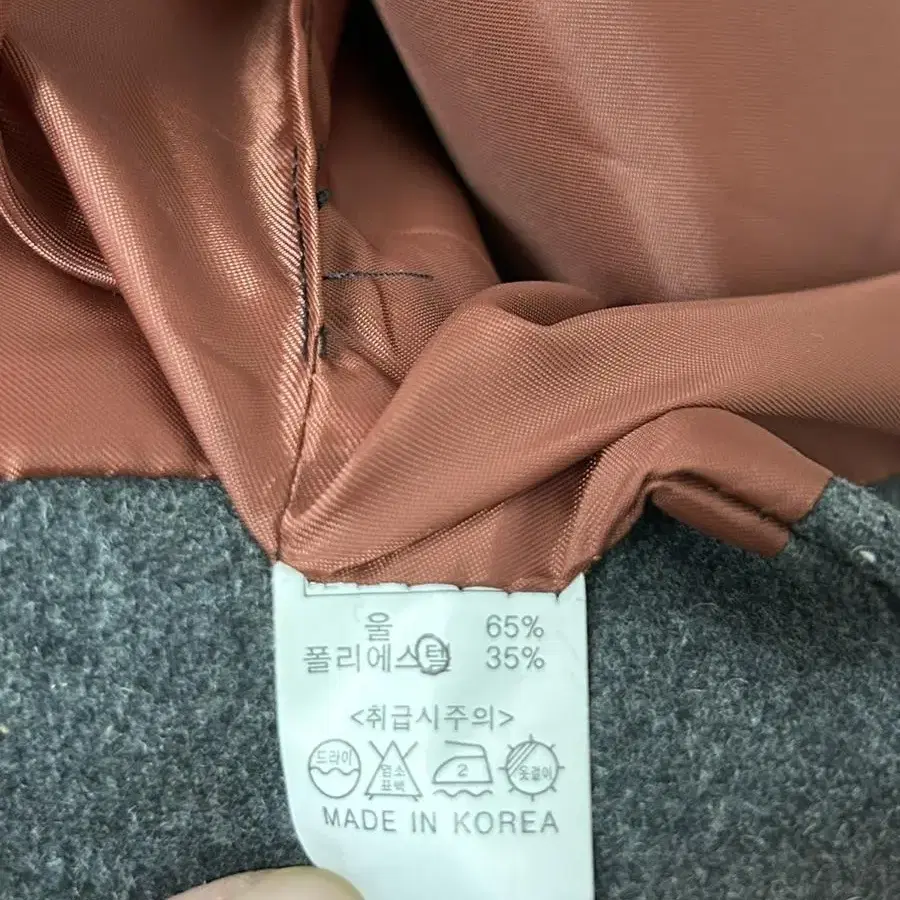 울 65%
폴리에스텔 35%
<취급시주의>
드라이 염소 표백 2 옷걸이
MADE IN KOREA